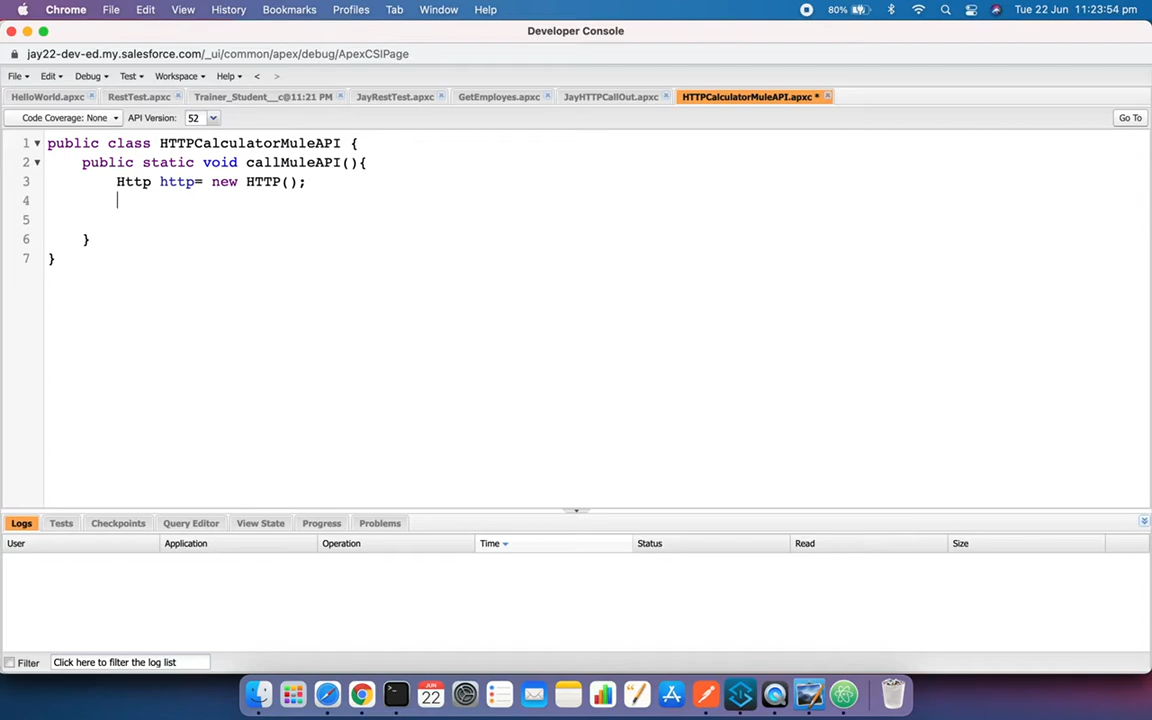 Chrome File Edit View History Bookmarks Profiles Tab Window Help 80% Tue 22 Jun 11:23:54 pm
Developer Console
jay22-dev-ed.my.salesforce.com/_ui/common/apex/debug/ApexCSIPage
File Edit Debug Test Workspace Help < >
HelloWorld.apxc RestTest.apxc Trainer_Student__c@11:21 PM JayRestTest.apxc GetEmployes.apxc JayHTTPCallOut.apxc HTTPCalculatorMuleAPI.apxc *
Code Coverage: None API Version: 52 Go To
1 public class HTTPCalculatorMuleAPI {
2 public static void callMuleAPI(){
3 Http http= new HTTP();
4
5
6 }
7 }
Logs Tests Checkpoints Query Editor View State Progress Problems
User Application Operation Time Status Read Size
Filter Click here to filter the log list
JUN
22